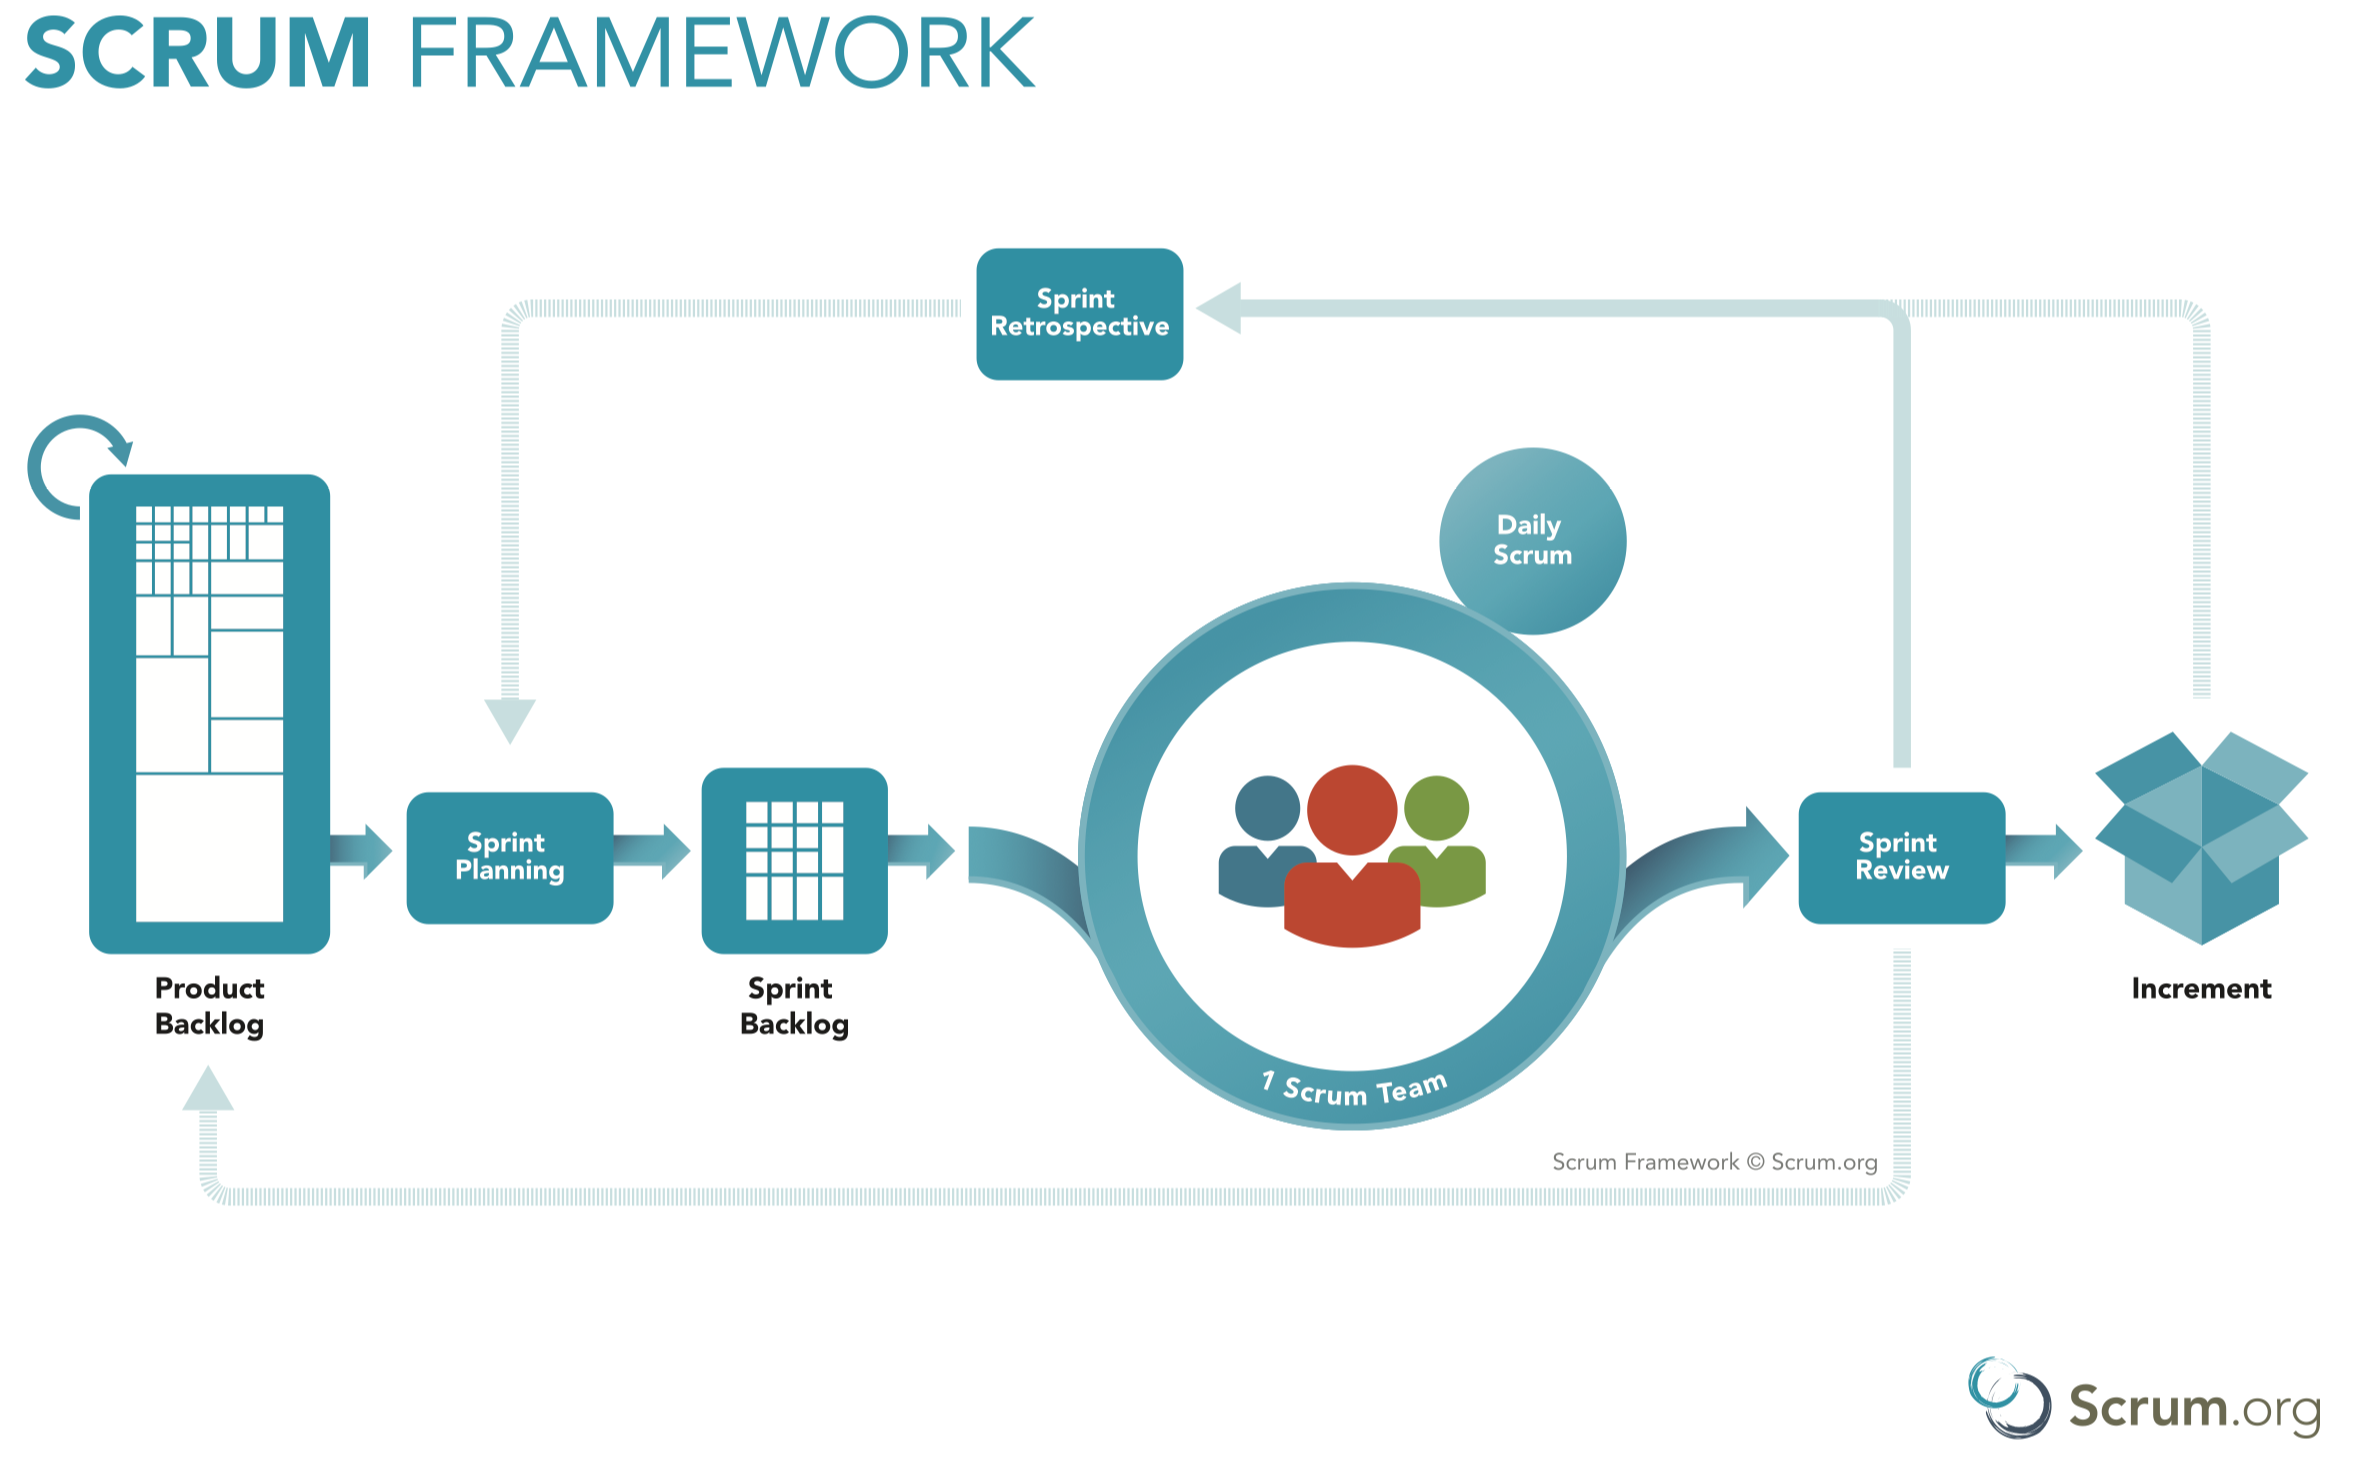 SCRUM FRAMEWORK
Sprint
Retrospective
Daily
Scrum
Sprint
Planning
Sprint
Review
Product
Backlog
Sprint
Backlog
Increment
1 Scrum Team
Scrum Framework © Scrum.org
Scrum.org